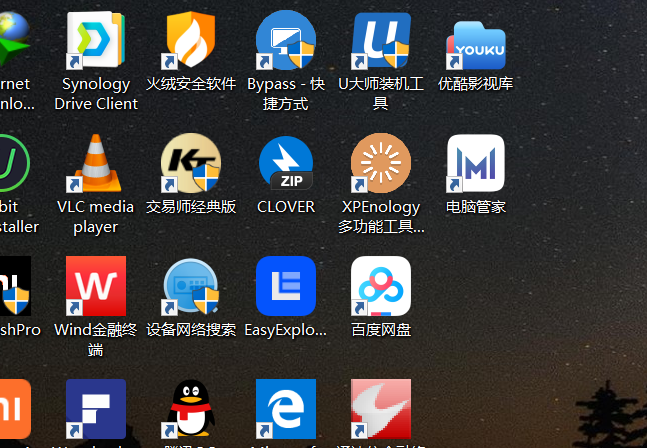 rnet
nlo...
Synology
Drive Client
火绒安全软件
Bypass - 快
捷方式
U大师装机工
具
YOUKU
优酷影视库
bit
staller
VLC media
player
KT
交易师经典版
ZIP
CLOVER
XPEnology
多功能工具...
电脑管家
shPro
W
Wind金融终
端
设备网络搜索
EasyExplo...
百度网盘